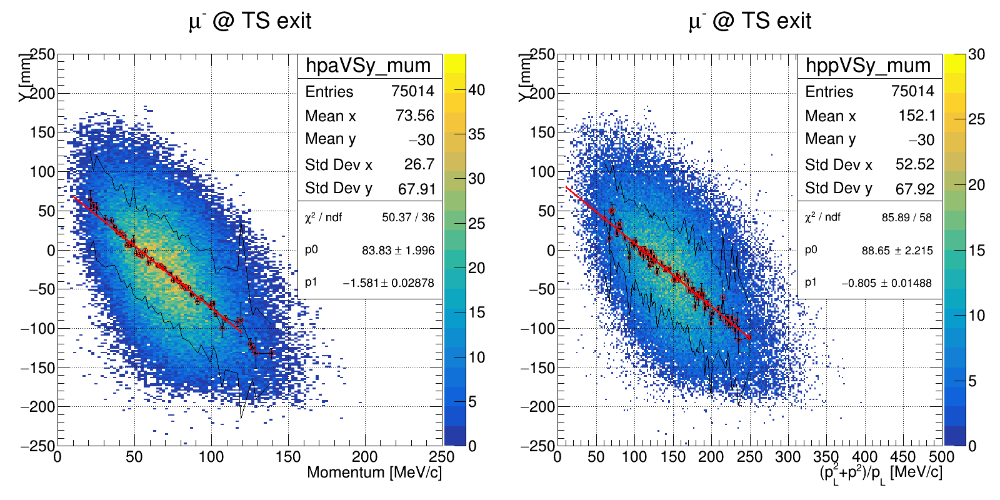 μ⁻ @ TS exit
Y [mm]
250
200
150
100
50
0
−50
−100
−150
−200
−250
0 50 100 150 200 250
Momentum [MeV/c]
hpaVSy_mum
Entries 75014
Mean x 73.56
Mean y −30
Std Dev x 26.7
Std Dev y 67.91
χ² / ndf 50.37 / 36
p0 83.83 ± 1.996
p1 −1.581 ± 0.02878
40
35
30
25
20
15
10
5
0
μ⁻ @ TS exit
Y [mm]
250
200
150
100
50
0
−50
−100
−150
−200
−250
0 50 100 150 200 250 300 350 400 450 500
(p_L^2+p^2)/p_L [MeV/c]
hppVSy_mum
Entries 75014
Mean x 152.1
Mean y −30
Std Dev x 52.52
Std Dev y 67.92
χ² / ndf 85.89 / 58
p0 88.65 ± 2.215
p1 −0.805 ± 0.01488
30
25
20
15
10
5
0